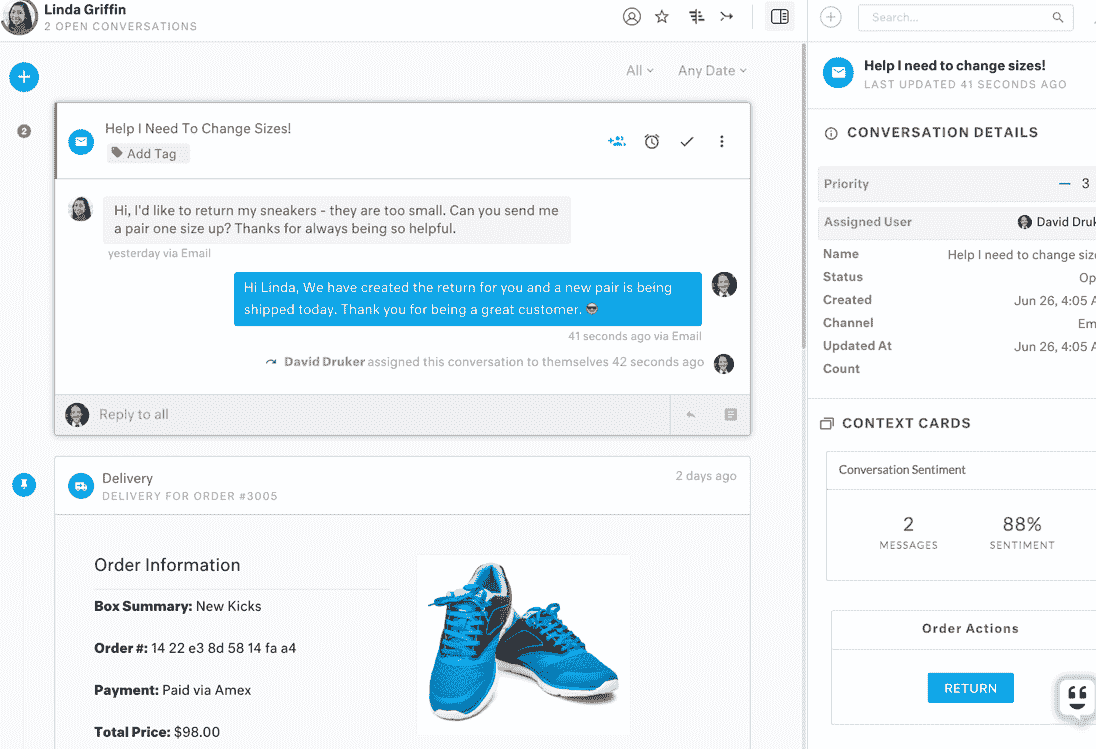 Linda Griffin
2 OPEN CONVERSATIONS
Search...
All
Any Date
Help I need to change sizes!
LAST UPDATED 41 SECONDS AGO
2
Help I Need To Change Sizes!
Add Tag
Hi, I'd like to return my sneakers - they are too small. Can you send me
a pair one size up? Thanks for always being so helpful.
yesterday via Email
Hi Linda, We have created the return for you and a new pair is being
shipped today. Thank you for being a great customer. 😎
41 seconds ago via Email
David Druker assigned this conversation to themselves 42 seconds ago
Reply to all
Delivery
DELIVERY FOR ORDER #3005
2 days ago
Order Information
Box Summary: New Kicks
Order #: 14 22 e3 8d 58 14 fa a4
Payment: Paid via Amex
Total Price: $98.00
CONVERSATION DETAILS
Priority — 3
Assigned User David Druk
Name Help I need to change size
Status Op
Created Jun 26, 4:05 A
Channel Em
Updated At Jun 26, 4:05 A
Count
CONTEXT CARDS
Conversation Sentiment
2 88%
MESSAGES SENTIMENT
Order Actions
RETURN